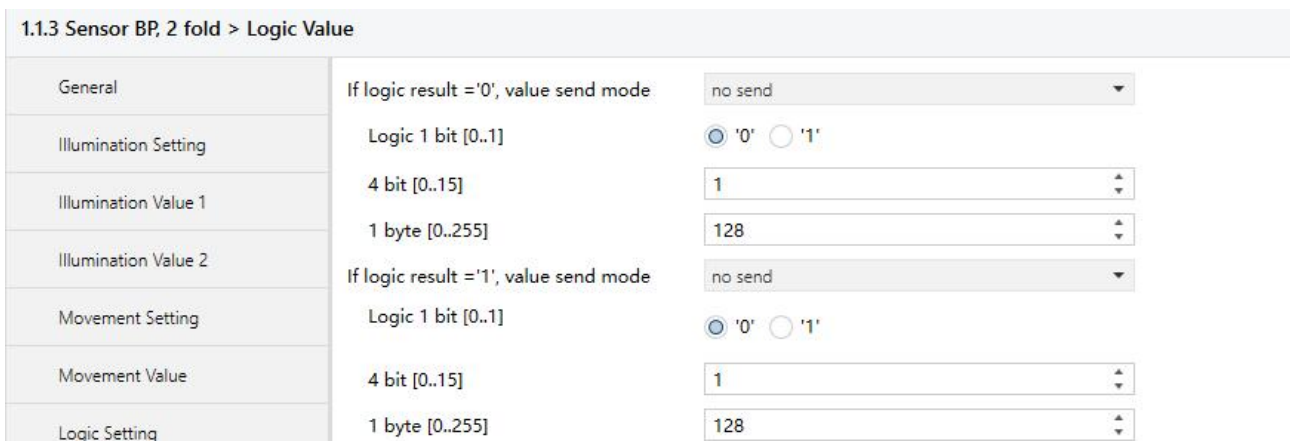 1.1.3 Sensor BP, 2 fold > Logic Value
General
Illumination Setting
Illumination Value 1
Illumination Value 2
Movement Setting
Movement Value
Logic Setting
If logic result ='0', value send mode no send
Logic 1 bit [0..1] '0' '1'
4 bit [0..15] 1
1 byte [0..255] 128
If logic result ='1', value send mode no send
Logic 1 bit [0..1] '0' '1'
4 bit [0..15] 1
1 byte [0..255] 128